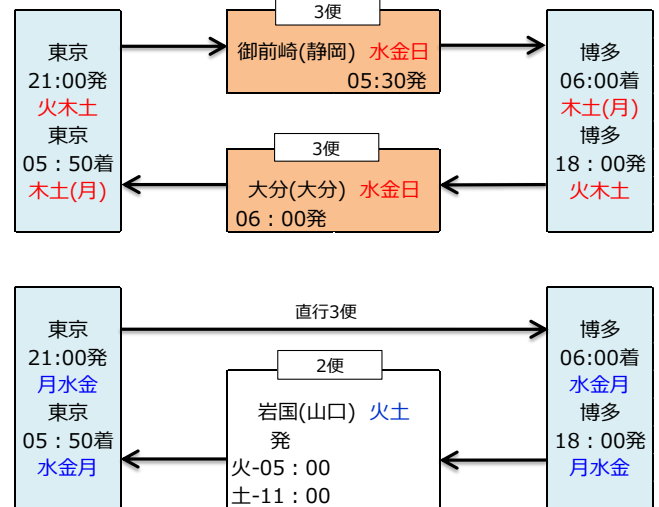 3便
東京
21:00発
火木土
東京
05：50着
木土(月)
御前崎(静岡) 水金日
05:30発
3便
大分(大分) 水金日
06：00発
博多
06:00着
木土(月)
博多
18：00発
火木土
直行3便
東京
21:00発
月水金
東京
05：50着
水金月
2便
岩国(山口) 火土
発
火-05：00
土-11：00
博多
06:00着
水金月
博多
18：00発
月水金